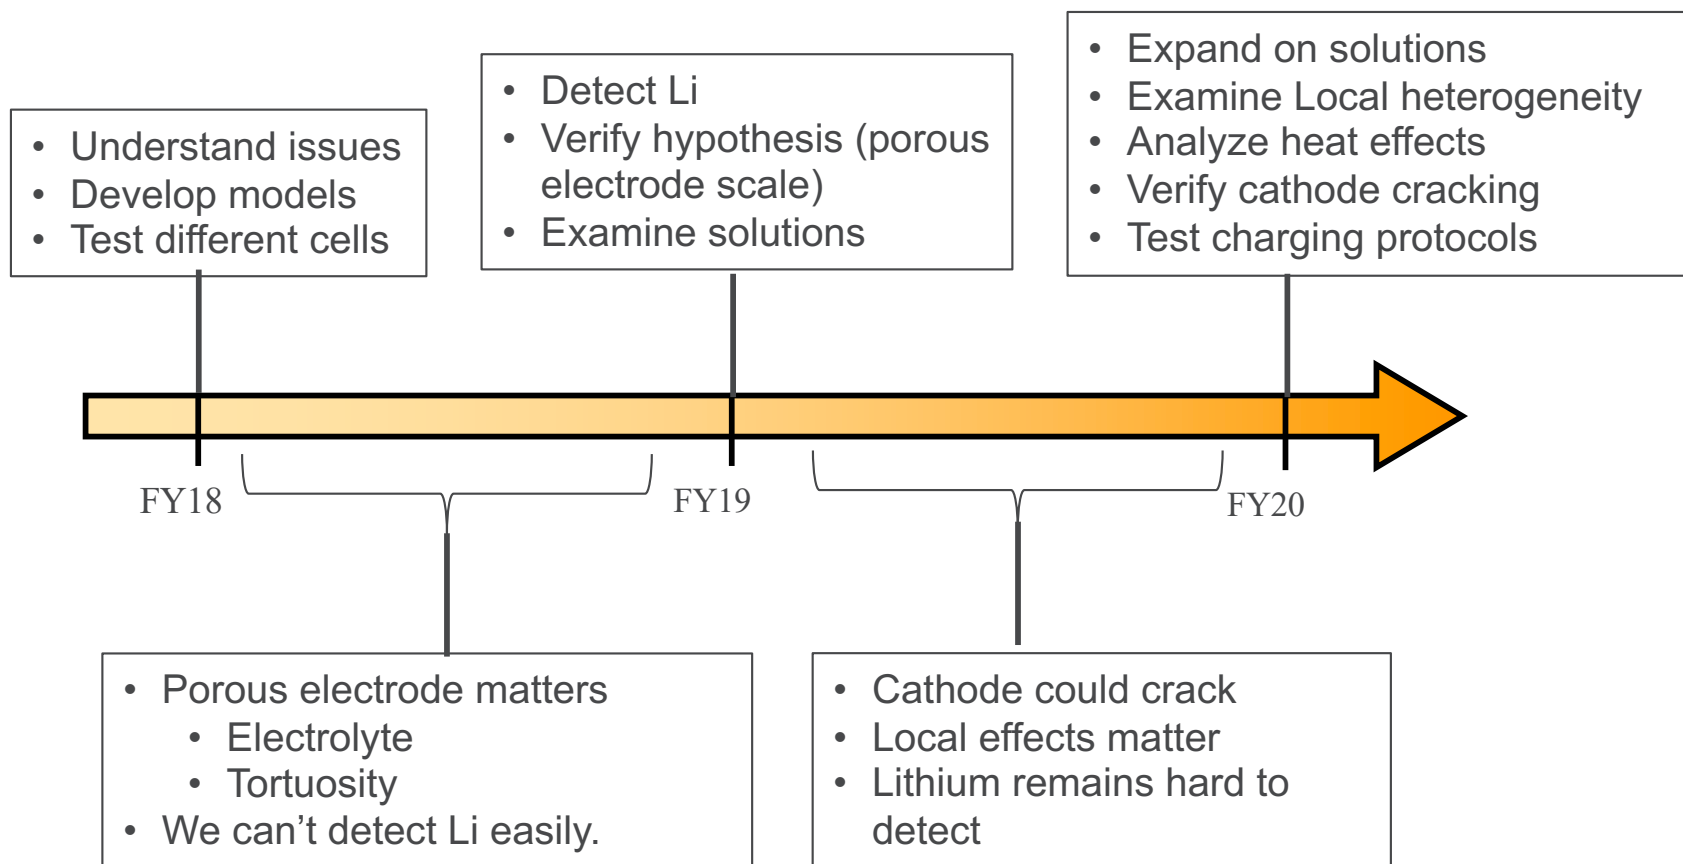 • Understand issues
• Develop models
• Test different cells
• Detect Li
• Verify hypothesis (porous
electrode scale)
• Examine solutions
• Expand on solutions
• Examine Local heterogeneity
• Analyze heat effects
• Verify cathode cracking
• Test charging protocols
FY18
FY19
FY20
• Porous electrode matters
• Electrolyte
• Tortuosity
• We can’t detect Li easily.
• Cathode could crack
• Local effects matter
• Lithium remains hard to
detect